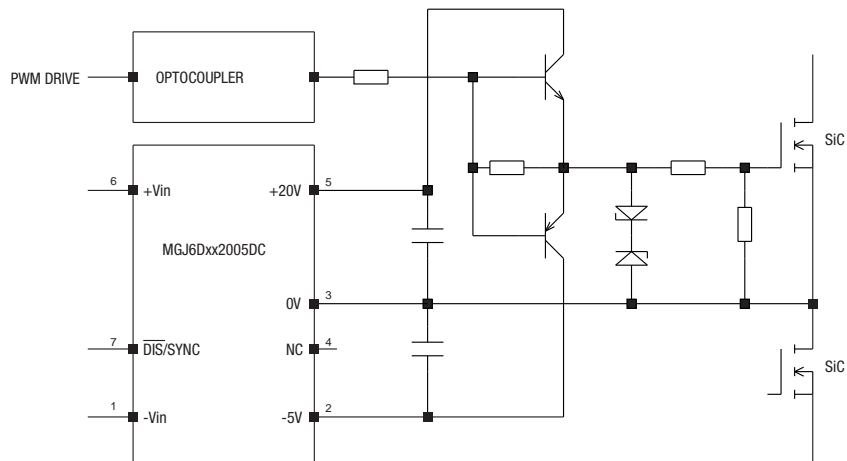 PWM DRIVE
OPTOCOUPLER
SiC
6
+Vin
+20V
5
MGJ6Dxx2005DC
0V
3
7
DIS/SYNC
NC
4
SiC
1
-Vin
-5V
2